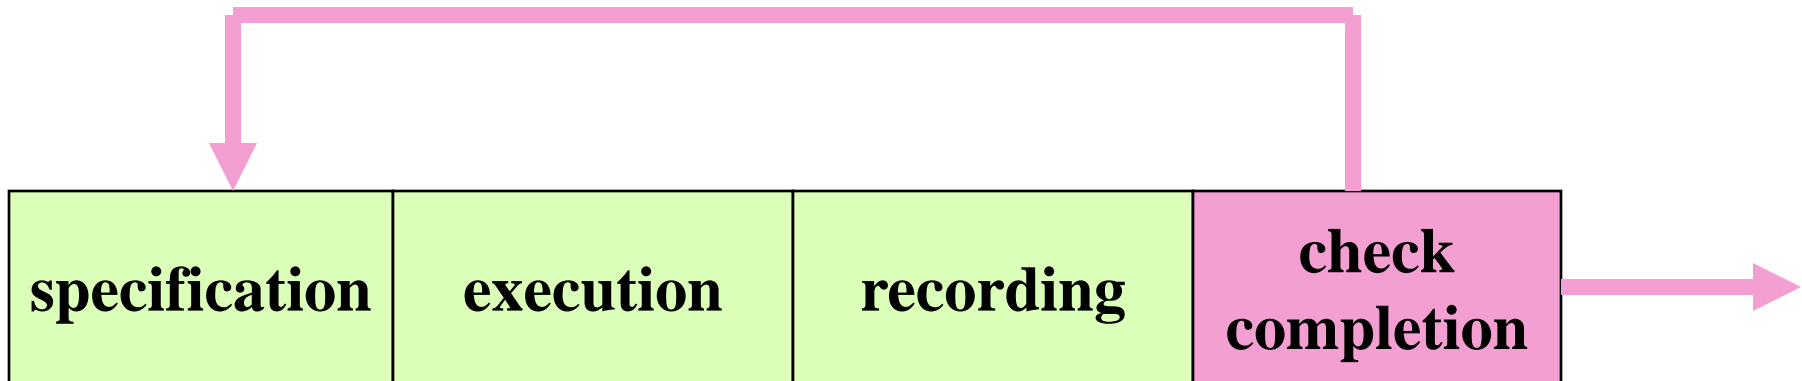 specification
execution
recording
check
completion